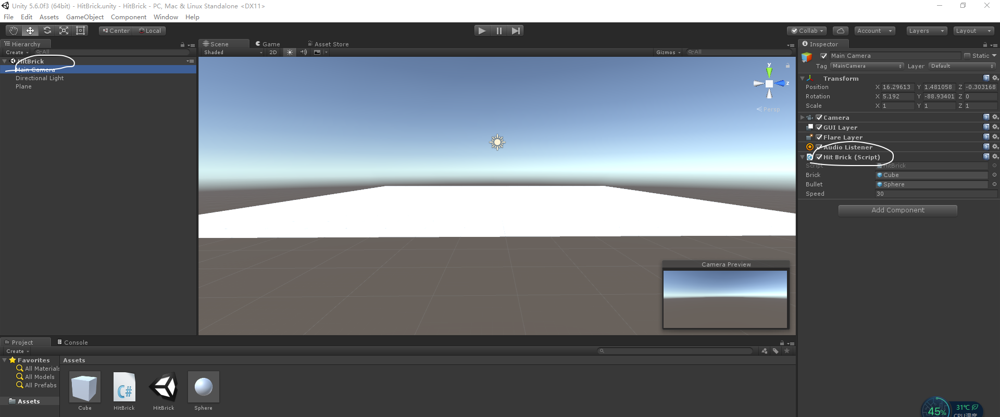 Unity 5.6.0f3 (64bit) - HitBrick.unity - HitBrick - PC, Mac & Linux Standalone <DX11>
File Edit Assets GameObject Component Window Help
Center Local Collab Account Layers Layout
Hierarchy
Create All
HitBrick
Main Camera
Directional Light
Plane
Scene Game Asset Store
Shaded 2D Gizmos All
y
z
Persp
Camera Preview
Inspector
Main Camera Static
Tag MainCamera Layer Default
Transform
Position X 16.29613 Y 1.481058 Z -0.303168
Rotation X 5.192 Y -88.93401 Z 0
Scale X 1 Y 1 Z 1
Camera
GUI Layer
Flare Layer
Audio Listener
Hit Brick (Script)
Script HitBrick
Brick Cube
Bullet Sphere
Speed 30
Add Component
Project Console
Create
Favorites
All Materials
All Models
All Prefabs
Assets
Assets
C#
Cube HitBrick HitBrick Sphere
45%
31℃
CPU温度